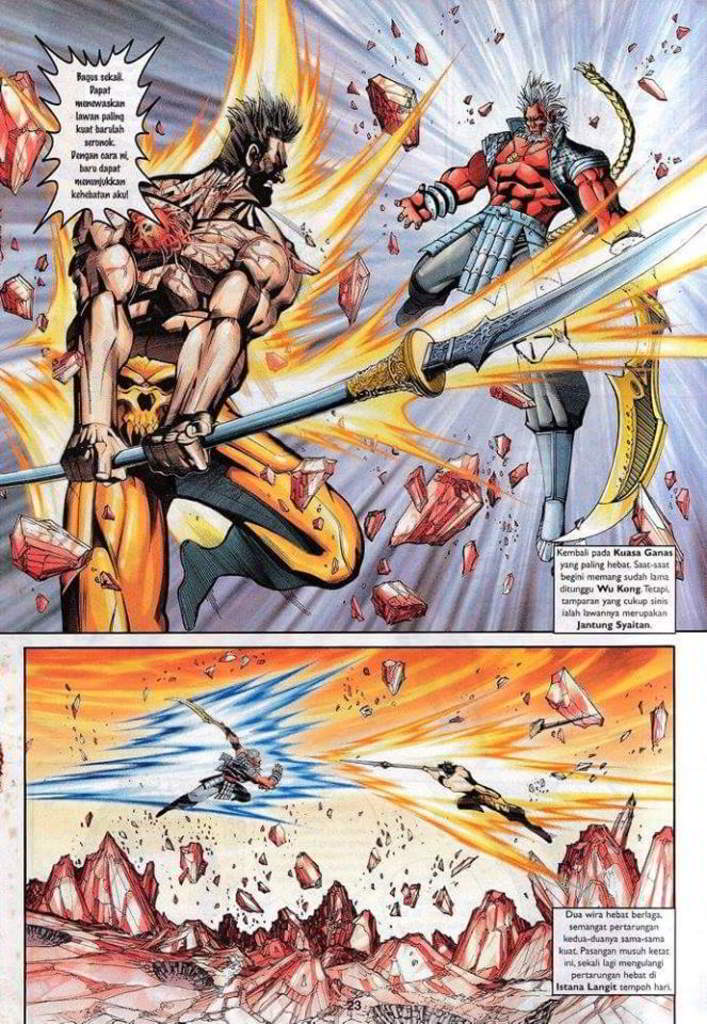 Bagus sekali.
Dapat
menewaskan
lawan paling
kuat barulah
seronok.
Dengan cara ni,
baru dapat
menunjukkan
kehebatan aku!
Kembali pada Kuasa Ganas
yang paling hebat. Saat-saat
begini memang sudah lama
ditunggu Wu Kong. Tetapi,
tamparan yang cukup sinis
ialah lawannya merupakan
Jantung Syaitan.
Dua wira hebat berlaga,
semangat pertarungan
kedua-duanya sama-sama
kuat. Pasangan musuh ketat
ini, sekali lagi mengulangi
pertarungan hebat di
Istana Langit tempoh hari.
23